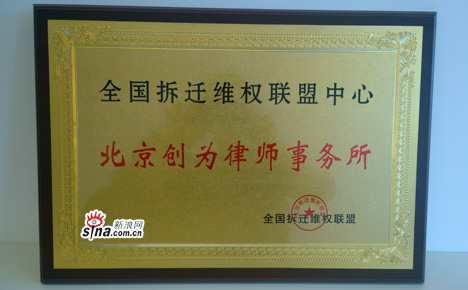 全国拆迁维权联盟中心
北京创为律师事务所
全国拆迁维权联盟
新浪网
sina.com.cn